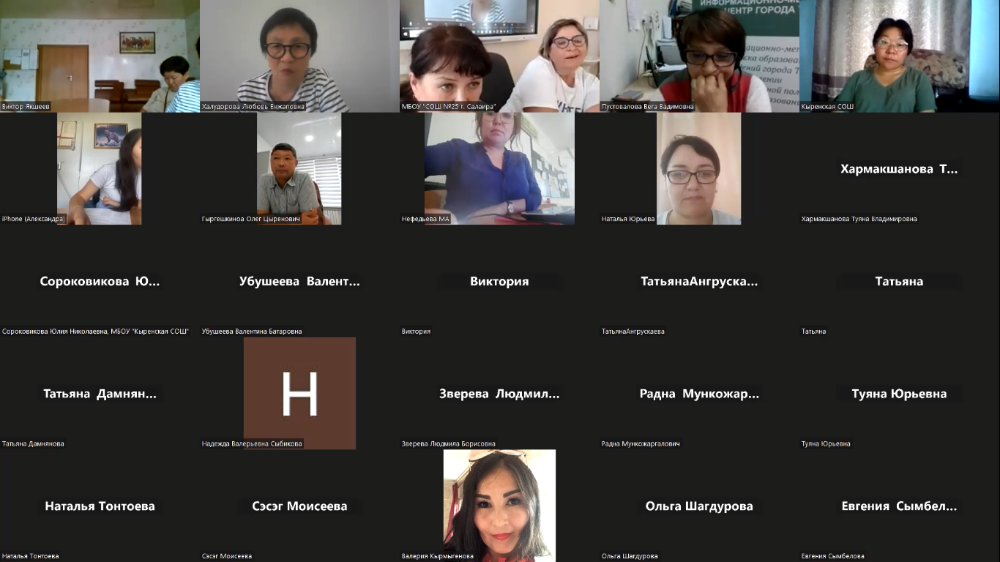 ИНФОРМАЦИОННО-МЕ
ЦЕНТР ГОРОДА
Виктор Якшеев
Халудорова Любовь Енжаповна
МБОУ "СОШ №25 г. Салаира"
Пустовалова Вега Вадимовна
Кыренская СОШ
iPhone (Александра)
Гыргешкиноа Олег Цыренович
Нефедьева МА
Наталья Юрьева
Хармакшанова Т...
Хармакшанова Туяна Владимировна
Сороковикова Ю...
Убушеева Валент...
Виктория
ТатьянаАнгруска...
Татьяна
Сороковикова Юлия Николаевна, МБОУ "Кыренская СОШ"
Убушеева Валентина Батаровна
Виктория
ТатьянаАнгрускаева
Татьяна
Татьяна Дамнян...
Н
Зверева Людмил...
Радна Мункожар...
Туяна Юрьевна
Татьяна Дамнянова
Надежда Валерьевна Сыбикова
Зверева Людмила Борисовна
Радна Мункожаргалович
Туяна Юрьевна
Наталья Тонтоева
Сэсэг Моисеева
Ольга Шагдурова
Евгения Сымбел...
Наталья Тонтоева
Сэсэг Моисеева
Валерия Кырмыгенова
Ольга Шагдурова
Евгения Сымбелова